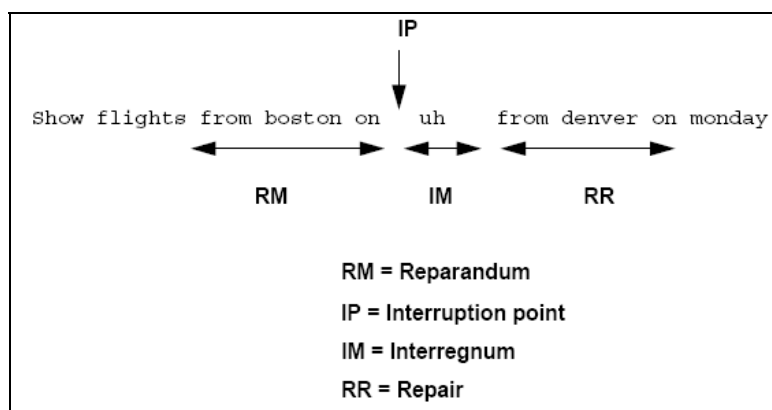 IP
Show flights from boston on uh from denver on monday
RM IM RR
RM = Reparandum
IP = Interruption point
IM = Interregnum
RR = Repair